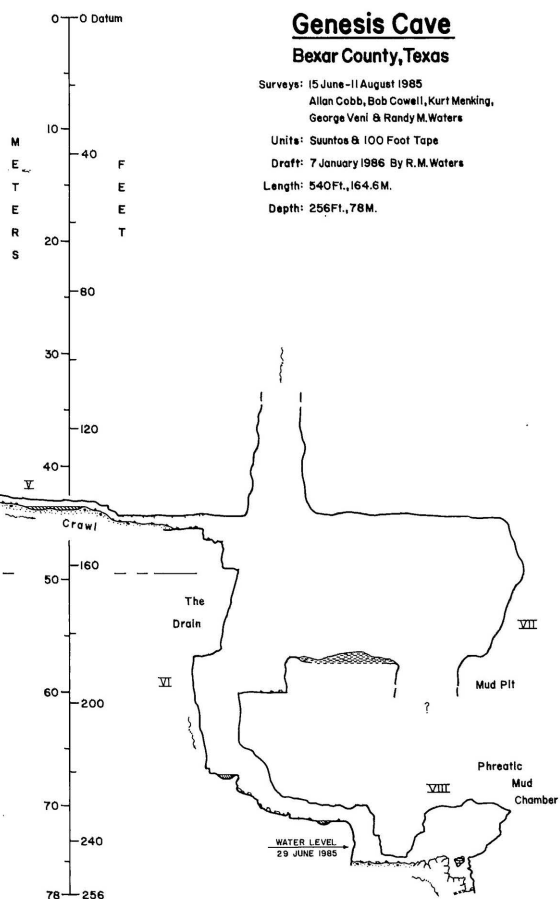 Genesis Cave
Bexar County, Texas
Surveys: 15 June-11 August 1985
Allan Cobb, Bob Cowell, Kurt Menking,
George Veni & Randy M. Waters
Units: Suuntos & 100 Foot Tape
Draft: 7 January 1986 By R.M. Waters
Length: 540Ft., 164.6M.
Depth: 256Ft., 78M.
METERS
FEET
0 0 Datum
10
40
20
80
30
120
40
V
Crawl
160
50
The
Drain
VII
VI
60
200
Mud Pit
?
Phreatic
Mud
Chamber
VIII
70
240
WATER LEVEL
29 JUNE 1985
78 256